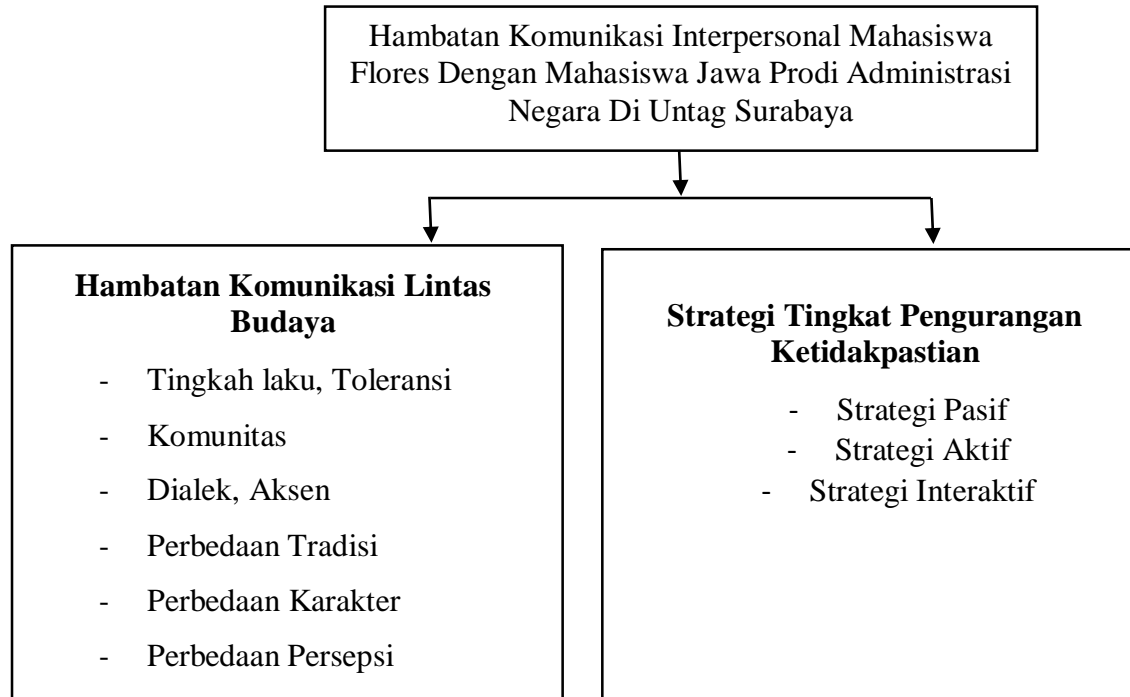 Hambatan Komunikasi Interpersonal Mahasiswa
Flores Dengan Mahasiswa Jawa Prodi Administrasi
Negara Di Untag Surabaya
Hambatan Komunikasi Lintas
Budaya
- Tingkah laku, Toleransi
- Komunitas
- Dialek, Aksen
- Perbedaan Tradisi
- Perbedaan Karakter
- Perbedaan Persepsi
Strategi Tingkat Pengurangan
Ketidakpastian
- Strategi Pasif
- Strategi Aktif
- Strategi Interaktif